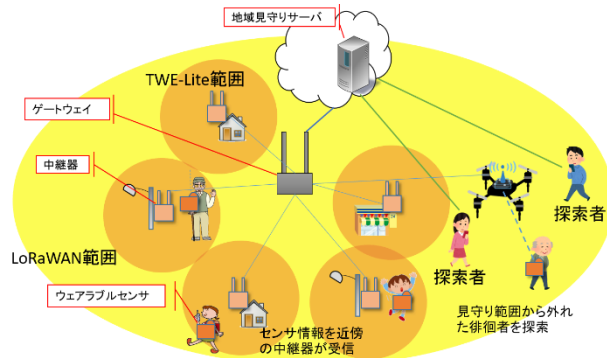 地域見守りサーバ
TWE-Lite範囲
ゲートウェイ
中継器
探索者
LoRaWAN範囲
探索者
ウェアラブルセンサ
センサ情報を近傍
の中継器が受信
見守り範囲から外れ
た徘徊者を探索